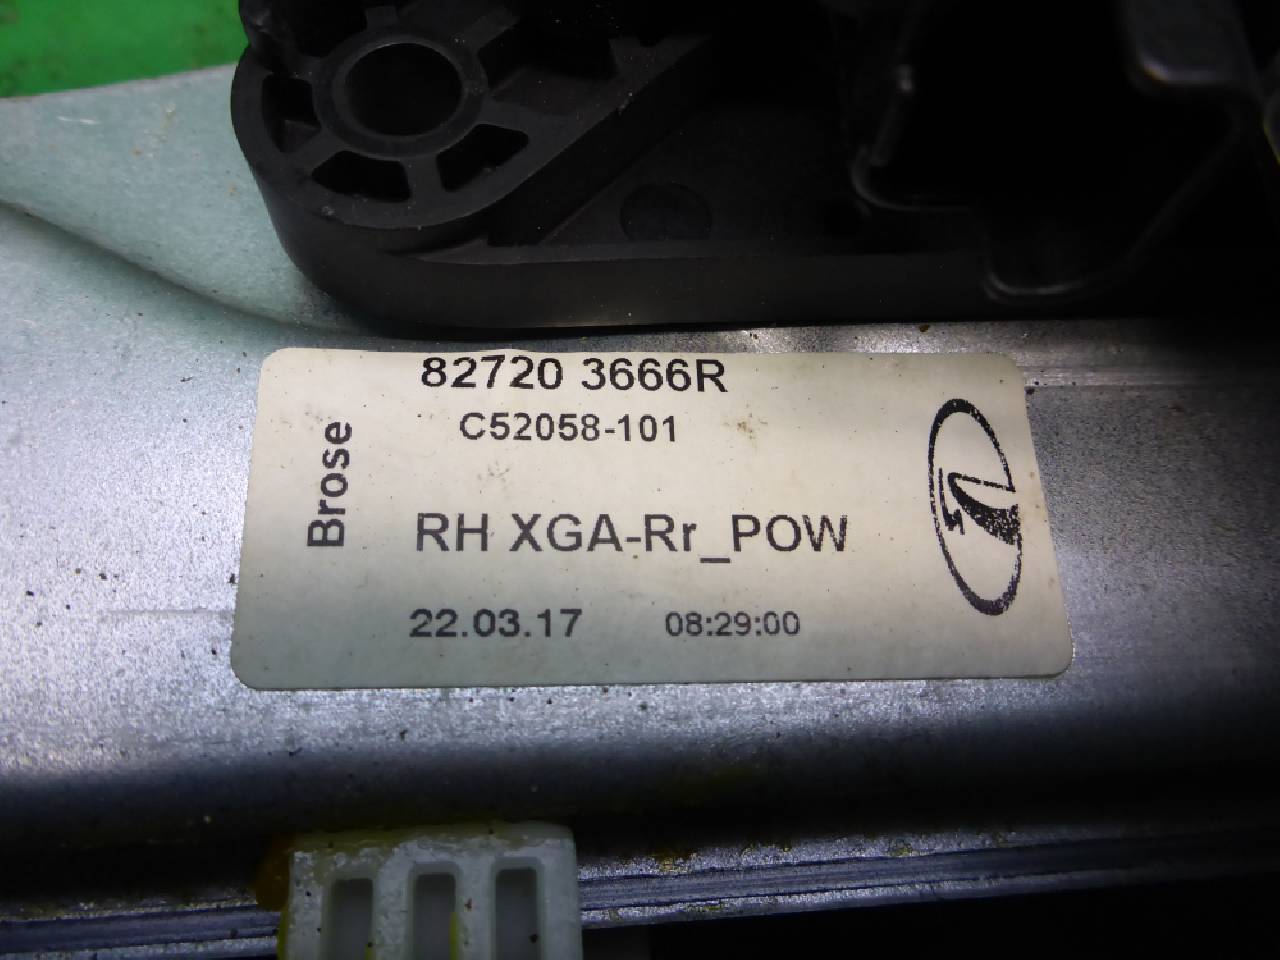 82720 3666R
C52058-101
Brose
RH XGA-Rr_POW
22.03.17 08:29:00